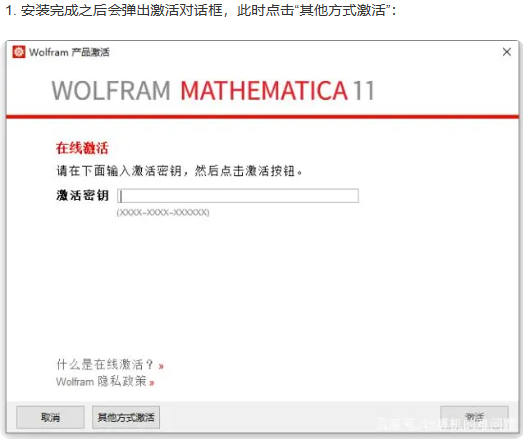 1. 安装完成之后会弹出激活对话框，此时点击“其他方式激活”：
Wolfram 产品激活
WOLFRAM MATHEMATICA 11
在线激活
请在下面输入激活密钥，然后点击激活按钮。
激活密钥
(XXXX-XXXX-XXXXXX)
什么是在线激活？ »
Wolfram 隐私政策 »
取消 其他方式激活 激活